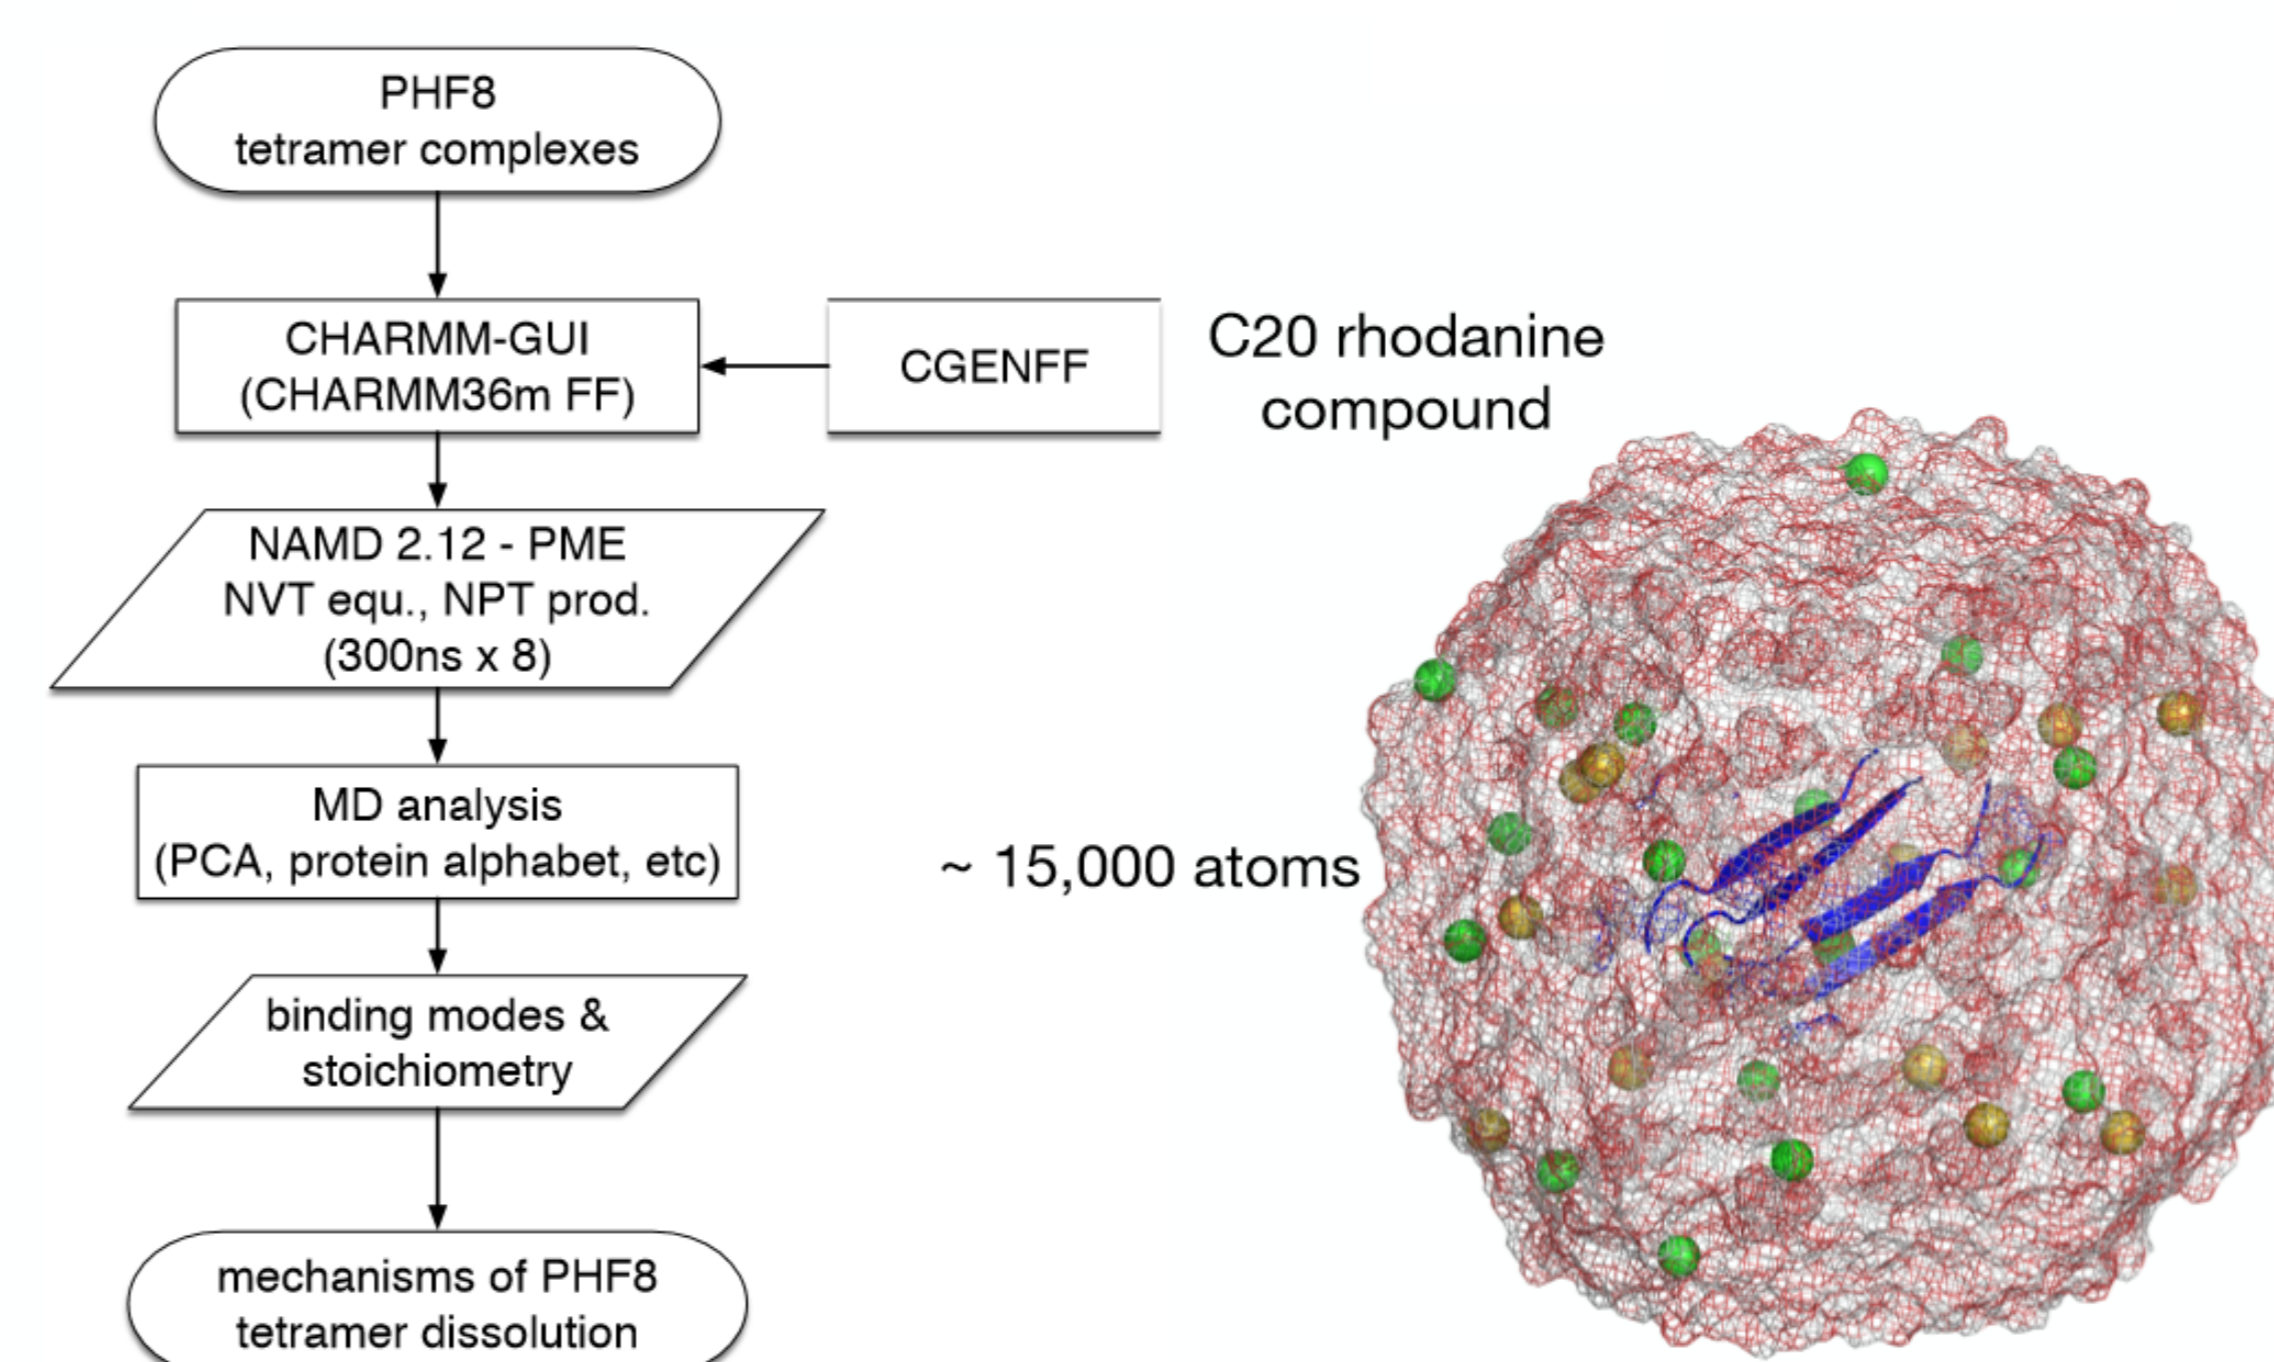 PHF8
tetramer complexes
CHARMM-GUI
(CHARMM36m FF)
CGENFF
C20 rhodanine
compound
NAMD 2.12 - PME
NVT equ., NPT prod.
(300ns x 8)
MD analysis
(PCA, protein alphabet, etc)
~ 15,000 atoms
binding modes &
stoichiometry
mechanisms of PHF8
tetramer dissolution